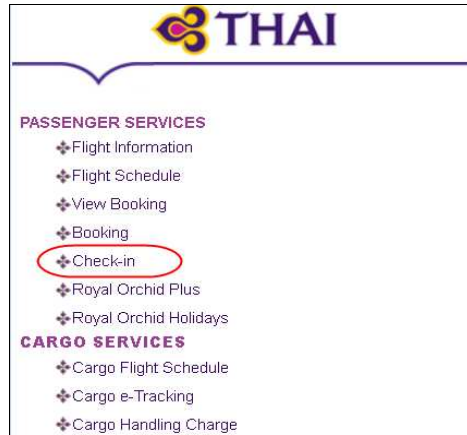 THAI
PASSENGER SERVICES
Flight Information
Flight Schedule
View Booking
Booking
Check-in
Royal Orchid Plus
Royal Orchid Holidays
CARGO SERVICES
Cargo Flight Schedule
Cargo e-Tracking
Cargo Handling Charge